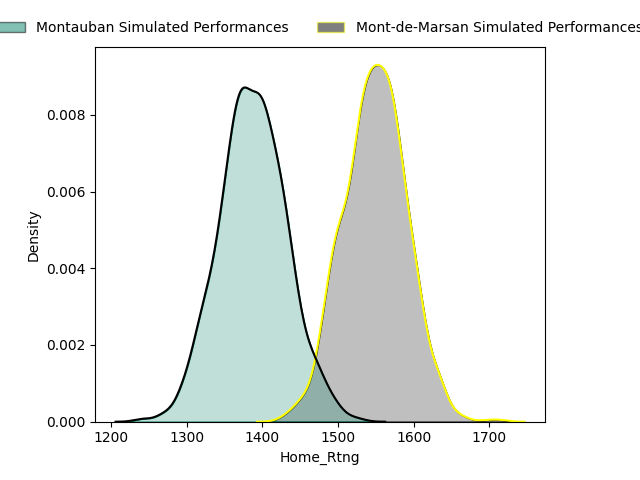 Montauban Simulated Performances
Mont-de-Marsan Simulated Performances
0.008
0.006
0.004
0.002
0.000
Density
1200 1300 1400 1500 1600 1700
Home_Rtng